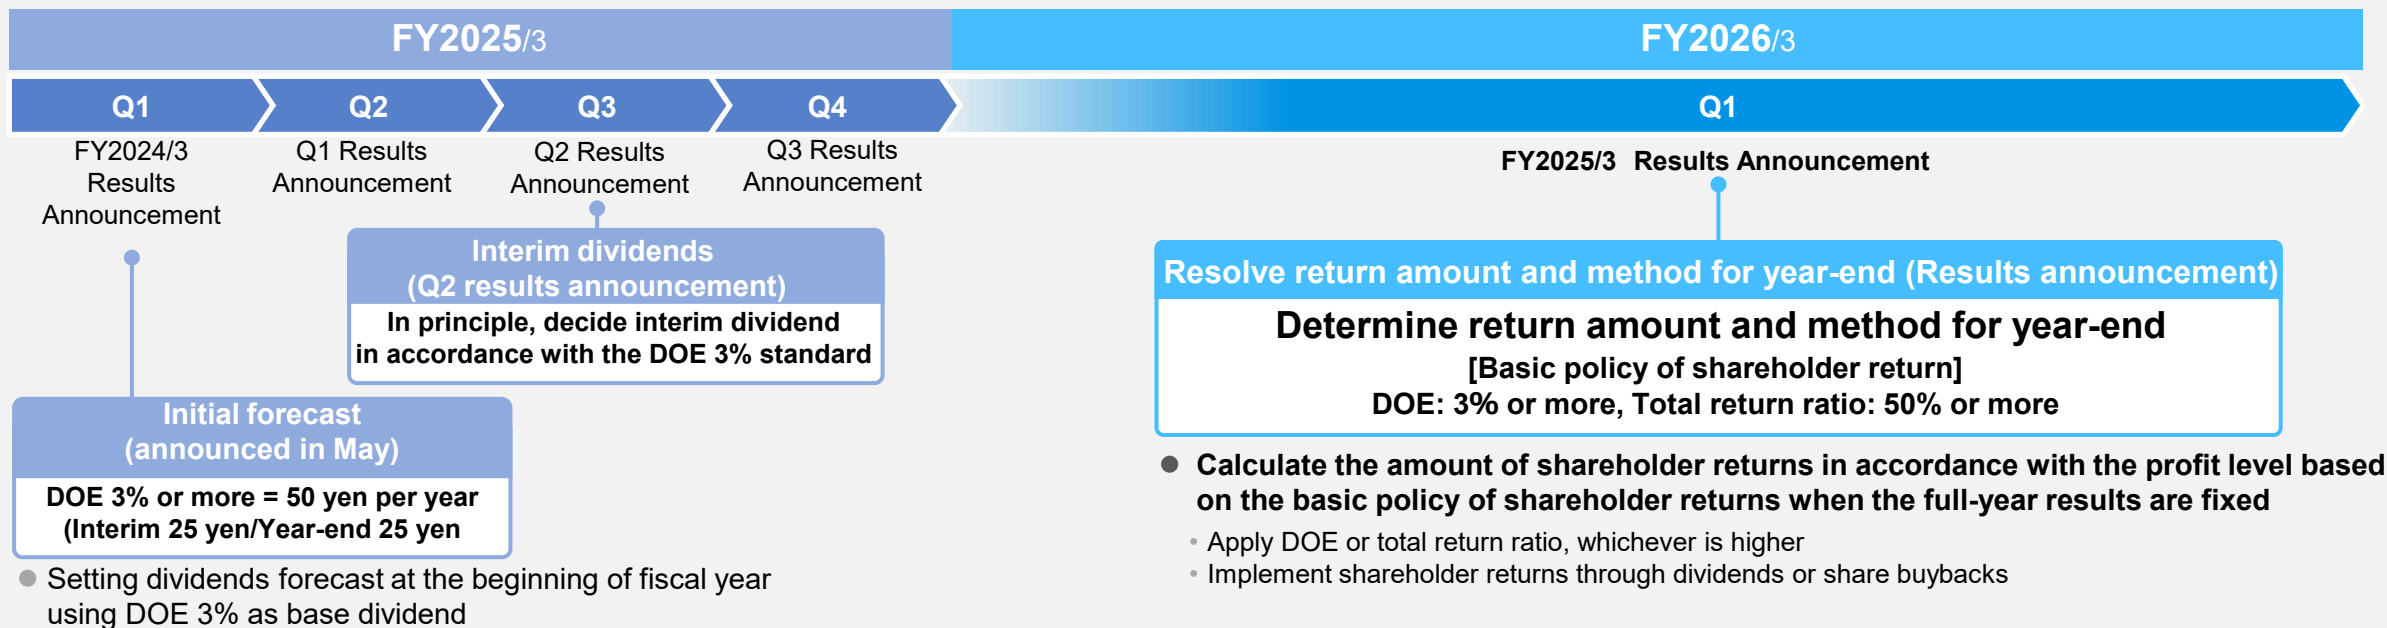 FY2025/3
FY2026/3
Q1
Q2
Q3
Q4
Q1
FY2024/3
Results
Announcement
Q1 Results
Announcement
Q2 Results
Announcement
Q3 Results
Announcement
FY2025/3 Results Announcement
Interim dividends
(Q2 results announcement)
In principle, decide interim dividend
in accordance with the DOE 3% standard
Initial forecast
(announced in May)
DOE 3% or more = 50 yen per year
(Interim 25 yen/Year-end 25 yen
● Setting dividends forecast at the beginning of fiscal year
using DOE 3% as base dividend
Resolve return amount and method for year-end (Results announcement)
Determine return amount and method for year-end
[Basic policy of shareholder return]
DOE: 3% or more, Total return ratio: 50% or more
● Calculate the amount of shareholder returns in accordance with the profit level based
on the basic policy of shareholder returns when the full-year results are fixed
• Apply DOE or total return ratio, whichever is higher
• Implement shareholder returns through dividends or share buybacks